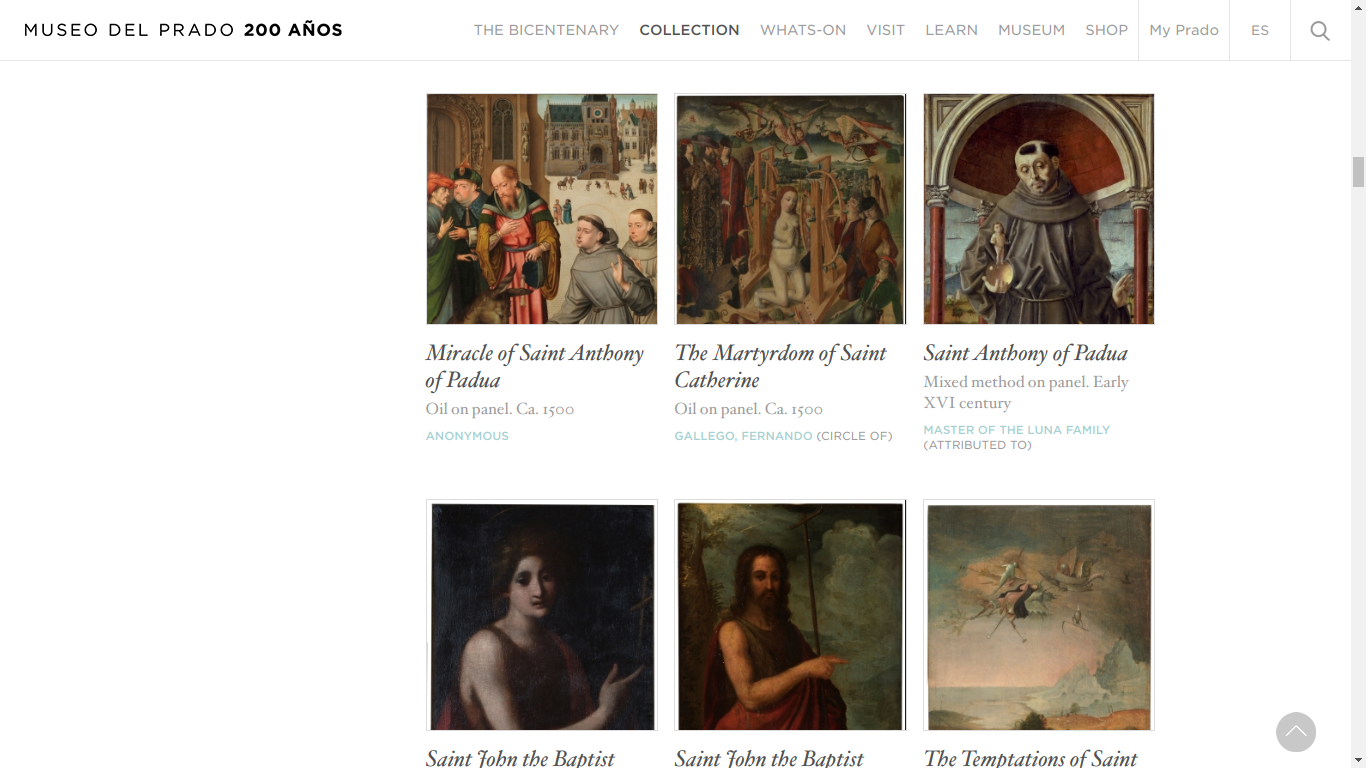 MUSEO DEL PRADO 200 AÑOS
THE BICENTENARY COLLECTION WHATS-ON VISIT LEARN MUSEUM SHOP My Prado ES
Miracle of Saint Anthony
of Padua
Oil on panel. Ca. 1500
ANONYMOUS
The Martyrdom of Saint
Catherine
Oil on panel. Ca. 1500
GALLEGO, FERNANDO (CIRCLE OF)
Saint Anthony of Padua
Mixed method on panel. Early
XVI century
MASTER OF THE LUNA FAMILY
(ATTRIBUTED TO)
Saint John the Baptist
Saint John the Baptist
The Temptations of Saint